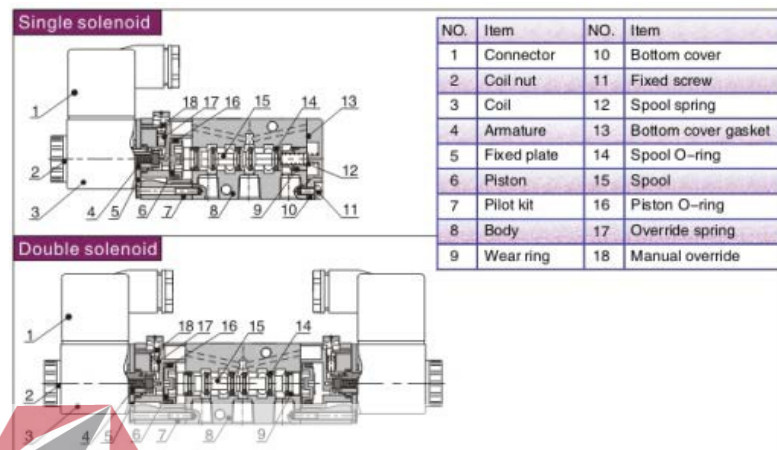 Single solenoid
1
2
3
4 5 6 7 8 9 10 11
18 17 16 15 14 13
12
NO. Item NO. Item
1 Connector 10 Bottom cover
2 Coil nut 11 Fixed screw
3 Coil 12 Spool spring
4 Armature 13 Bottom cover gasket
5 Fixed plate 14 Spool O-ring
6 Piston 15 Spool
7 Pilot kit 16 Piston O-ring
8 Body 17 Override spring
9 Wear ring 18 Manual override
Double solenoid
1
18 17 16 15 14
2
3 4 5 6 7 8 9